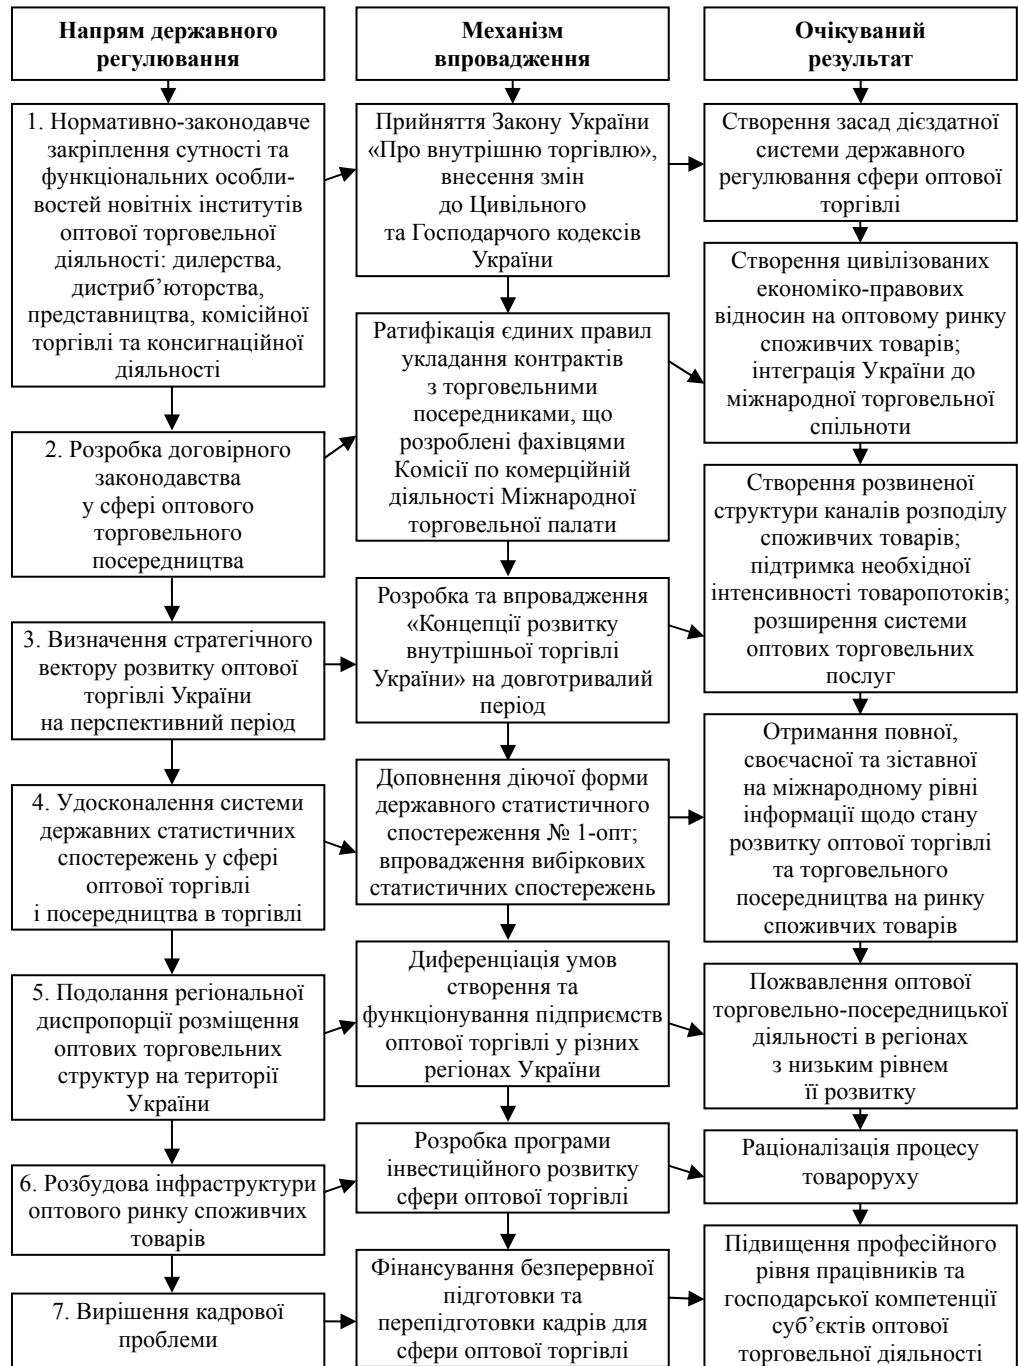 Напрям державного
регулювання
Механізм
впровадження
Очікуваний
результат
1. Нормативно-законодавче
закріплення сутності та
функціональних особли-
востей новітніх інститутів
оптової торговельної
діяльності: дилерства,
дистриб’юторства,
представництва, комісійної
торгівлі та консигнаційної
діяльності
Прийняття Закону України
«Про внутрішню торгівлю»,
внесення змін
до Цивільного
та Господарчого кодексів
України
Створення засад дієздатної
системи державного
регулювання сфери оптової
торгівлі
2. Розробка договірного
законодавства
у сфері оптового
торговельного
посередництва
Ратифікація єдиних правил
укладання контрактів
з торговельними
посередниками, що
розроблені фахівцями
Комісії по комерційній
діяльності Міжнародної
торговельної палати
Створення цивілізованих
економіко-правових
відносин на оптовому ринку
споживчих товарів;
інтеграція України до
міжнародної торговельної
спільноти
3. Визначення стратегічного
вектору розвитку оптової
торгівлі України
на перспективний період
Розробка та впровадження
«Концепції розвитку
внутрішньої торгівлі
України» на довготривалий
період
Створення розвиненої
структури каналів розподілу
споживчих товарів;
підтримка необхідної
інтенсивності товаропотоків;
розширення системи
оптових торговельних
послуг
4. Удосконалення системи
державних статистичних
спостережень у сфері
оптової торгівлі
і посередництва в торгівлі
Доповнення діючої форми
державного статистичного
спостереження № 1-опт;
впровадження вибіркових
статистичних спостережень
Отримання повної,
своєчасної та зіставної
на міжнародному рівні
інформації щодо стану
розвитку оптової торгівлі
та торговельного
посередництва на ринку
споживчих товарів
5. Подолання регіональної
диспропорції розміщення
оптових торговельних
структур на території
України
Диференціація умов
створення та
функціонування підприємств
оптової торгівлі у різних
регіонах України
Пожвавлення оптової
торговельно-посередницької
діяльності в регіонах
з низьким рівнем
її розвитку
6. Розбудова інфраструктури
оптового ринку споживчих
товарів
Розробка програми
інвестиційного розвитку
сфери оптової торгівлі
Раціоналізація процесу
товароруху
7. Вирішення кадрової
проблеми
Фінансування безперервної
підготовки та
перепідготовки кадрів для
сфери оптової торгівлі
Підвищення професійного
рівня працівників та
господарської компетенції
суб’єктів оптової
торговельної діяльності